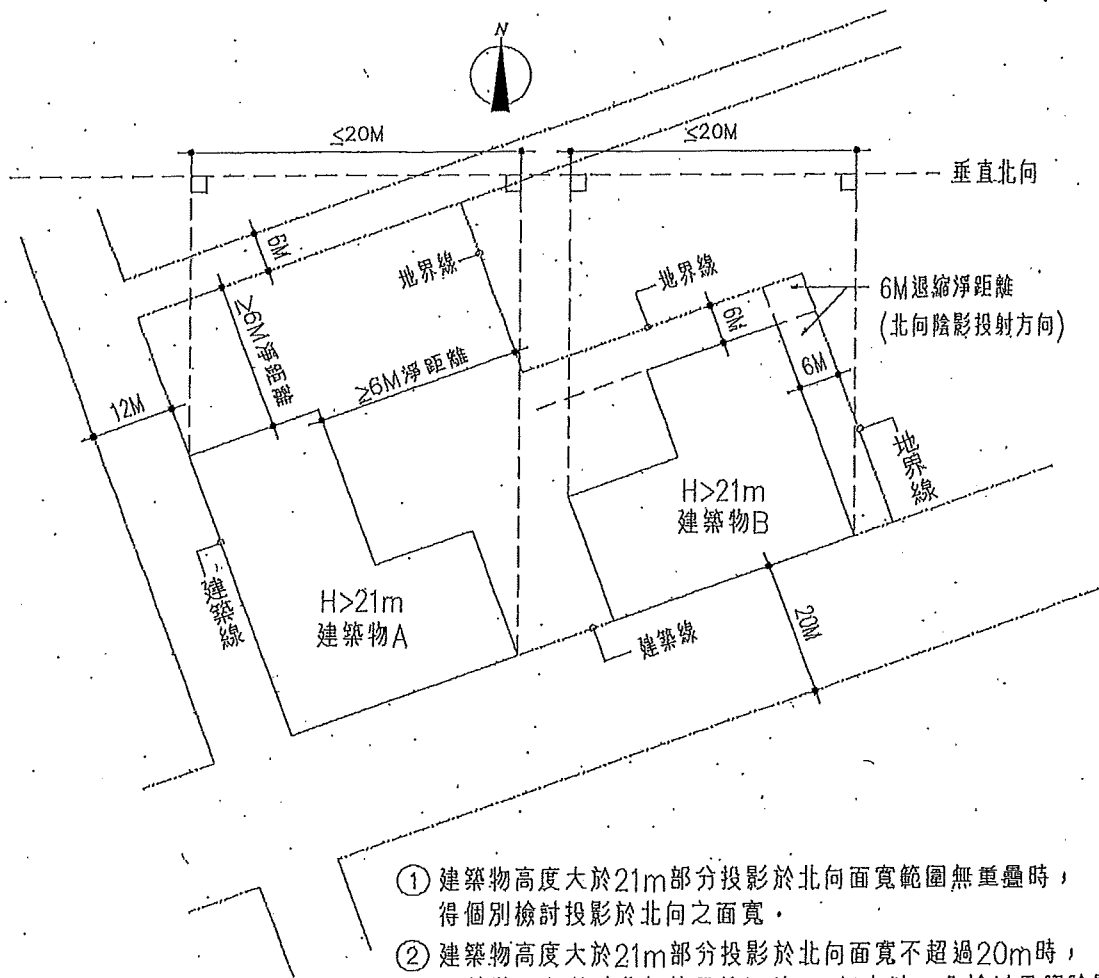 N
≤20M
≤20M
垂直北向
6M
地界線
地界線
6M退縮淨距離
(北向陰影投射方向)
≥6M淨距離
≥6M淨距離
6M
6M
12M
地界線
H>21m
建築物B
H>21m
建築物A
建築線
建築線
20M
① 建築物高度大於21m部分投影於北向面寬範圍無重疊時，
得個別檢討投影於北向之面寬。
② 建築物高度大於21m部分投影於北向面寬不超過20m時，